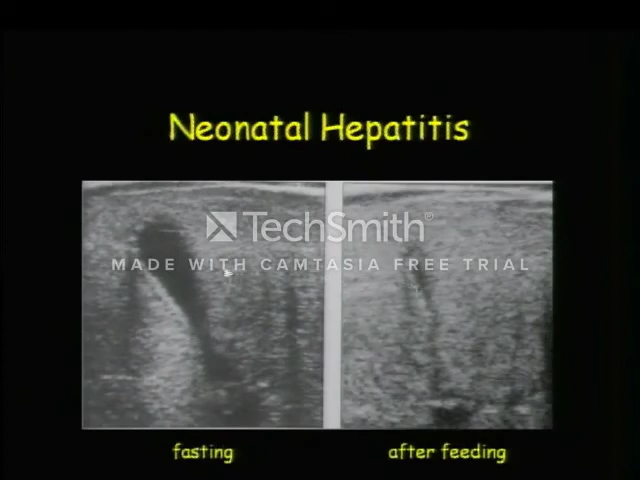 Neonatal Hepatitis
TechSmith®
MADE WITH CAMTASIA FREE TRIAL
fasting
after feeding